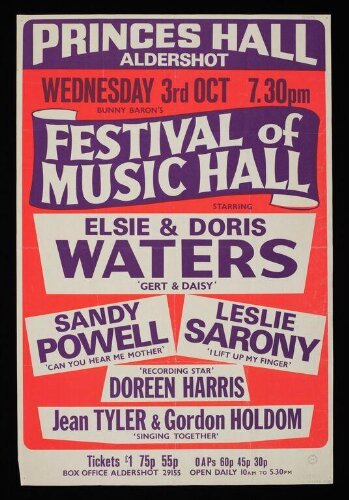 PRINCES HALL
ALDERSHOT
WEDNESDAY 3rd OCT 7.30pm
BUNNY BARON'S
FESTIVAL of
MUSIC HALL
STARRING
ELSIE & DORIS
WATERS
'GERT & DAISY'
SANDY
POWELL
'CAN YOU HEAR ME MOTHER'
LESLIE
SARONY
'I LIFT UP MY FINGER'
'RECORDING STAR'
DOREEN HARRIS
Jean TYLER & Gordon HOLDOM
'SINGING TOGETHER'
Tickets £1 75p 55p OAPs 60p 45p 30p
BOX OFFICE ALDERSHOT 29155 OPEN DAILY 10AM TO 5.30PM